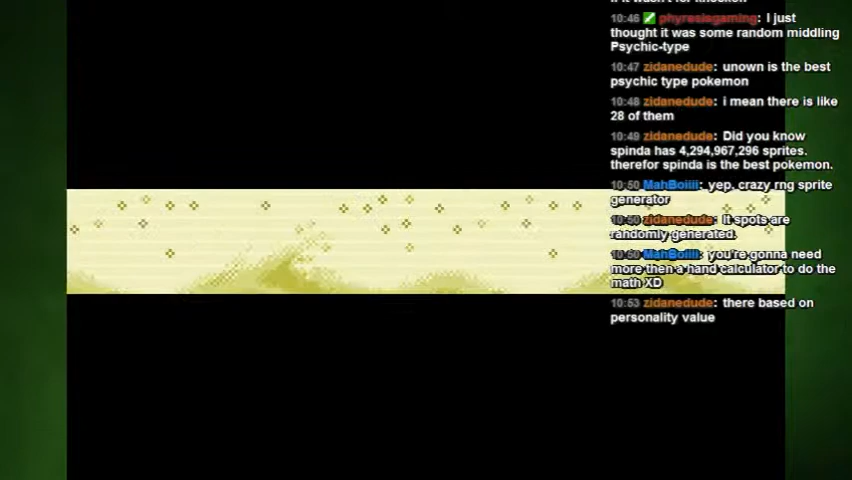 10:46 phyresisgaming: I just
thought it was some random middling
Psychic-type
10:47 zidanedude: unown is the best
psychic type pokemon
10:48 zidanedude: i mean there is like
28 of them
10:49 zidanedude: Did you know
spinda has 4,294,967,296 sprites.
therefor spinda is the best pokemon.
10:50 MahBoiiii: yep, crazy rng sprite
generator
10:50 zidanedude: It spots are
randomly generated.
10:50 MahBoiiii: you're gonna need
more then a hand calculator to do the
math XD
10:53 zidanedude: there based on
personality value